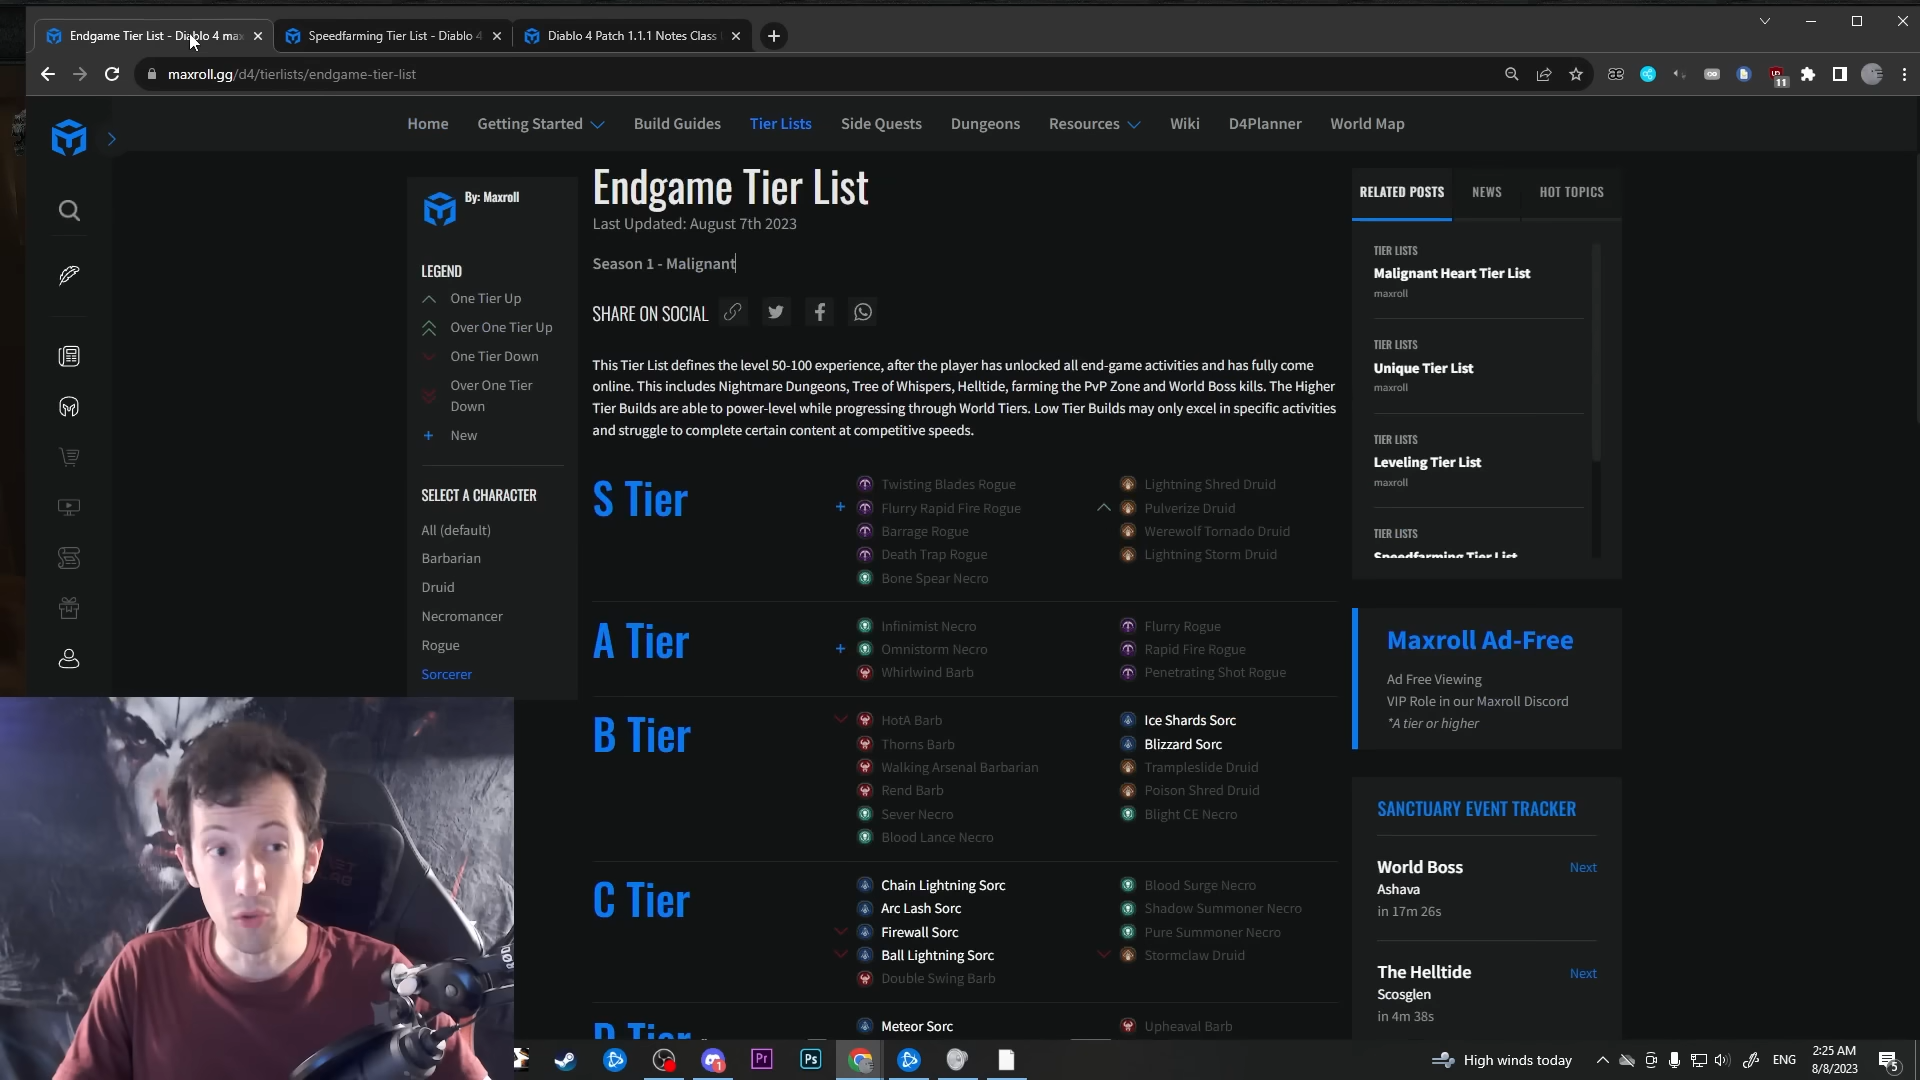 Endgame Tier List - Diablo 4 max
Speedfarming Tier List - Diablo 4
Diablo 4 Patch 1.1.1 Notes Class
maxroll.gg/d4/tierlists/endgame-tier-list
11
Home
Getting Started
Build Guides
Tier Lists
Side Quests
Dungeons
Resources
Wiki
D4Planner
World Map
By: Maxroll
LEGEND
One Tier Up
Over One Tier Up
One Tier Down
Over One Tier
Down
New
SELECT A CHARACTER
All (default)
Barbarian
Druid
Necromancer
Rogue
Sorcerer
Endgame Tier List
Last Updated: August 7th 2023
Season 1 - Malignant
SHARE ON SOCIAL
This Tier List defines the level 50-100 experience, after the player has unlocked all end-game activities and has fully come
online. This includes Nightmare Dungeons, Tree of Whispers, Helltide, farming the PvP Zone and World Boss kills. The Higher
Tier Builds are able to power-level while progressing through World Tiers. Low Tier Builds may only excel in specific activities
and struggle to complete certain content at competitive speeds.
S Tier
Twisting Blades Rogue
Flurry Rapid Fire Rogue
Barrage Rogue
Death Trap Rogue
Bone Spear Necro
Lightning Shred Druid
Pulverize Druid
Werewolf Tornado Druid
Lightning Storm Druid
A Tier
Infinimist Necro
Omnistorm Necro
Whirlwind Barb
Flurry Rogue
Rapid Fire Rogue
Penetrating Shot Rogue
B Tier
HotA Barb
Thorns Barb
Walking Arsenal Barbarian
Rend Barb
Sever Necro
Blood Lance Necro
Ice Shards Sorc
Blizzard Sorc
Trampleslide Druid
Poison Shred Druid
Blight CE Necro
C Tier
Chain Lightning Sorc
Arc Lash Sorc
Firewall Sorc
Ball Lightning Sorc
Double Swing Barb
Blood Surge Necro
Shadow Summoner Necro
Pure Summoner Necro
Stormclaw Druid
D Tier
Meteor Sorc
Upheaval Barb
RELATED POSTS
NEWS
HOT TOPICS
TIER LISTS
Malignant Heart Tier List
maxroll
TIER LISTS
Unique Tier List
maxroll
TIER LISTS
Leveling Tier List
maxroll
TIER LISTS
Speedfarming Tier List
Maxroll Ad-Free
Ad Free Viewing
VIP Role in our Maxroll Discord
*A tier or higher
SANCTUARY EVENT TRACKER
World Boss
Next
Ashava
in 17m 26s
The Helltide
Next
Scosglen
in 4m 38s
1
Pr
Ps
High winds today
ENG
2:25 AM
8/8/2023
5